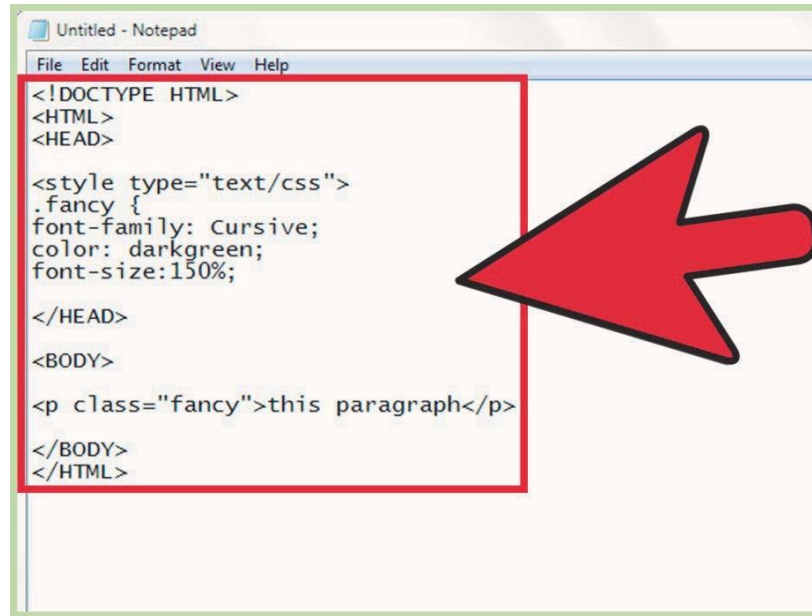 Untitled - Notepad
File Edit Format View Help
<!DOCTYPE HTML>
<HTML>
<HEAD>
<style type="text/css">
.fancy {
font-family: Cursive;
color: darkgreen;
font-size:150%;
</HEAD>
<BODY>
<p class="fancy">this paragraph</p>
</BODY>
</HTML>